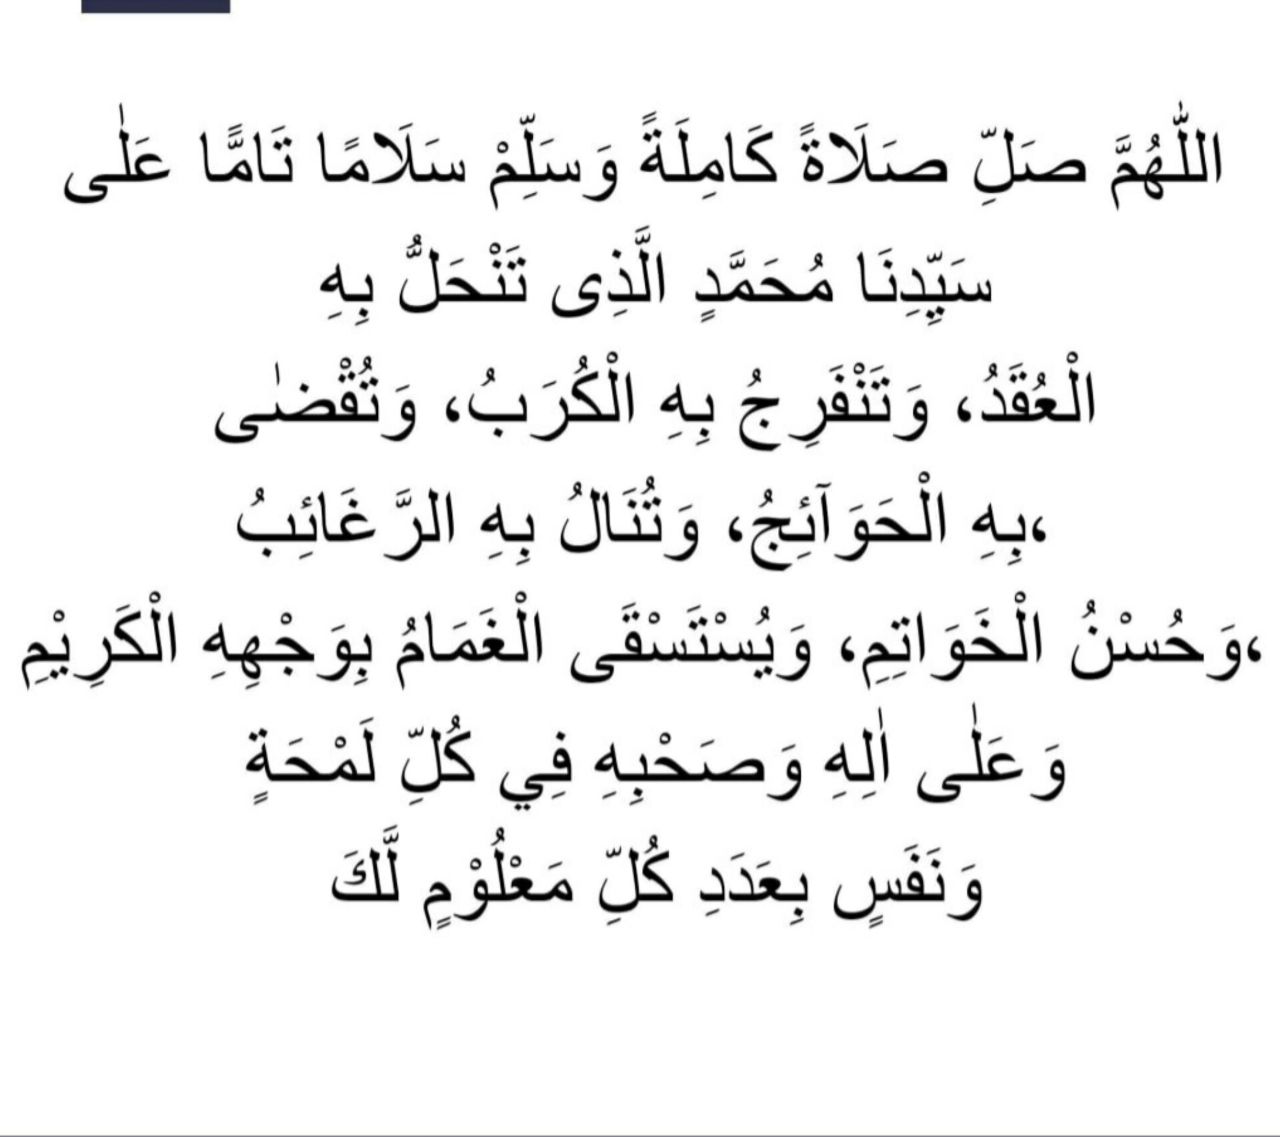 اللّٰهُمَّ صَلِّ صَلَاةً كَامِلَةً وَسَلِّمْ سَلَامًا تَامًّا عَلٰى
سَيِّدِنَا مُحَمَّدٍ الَّذِى تَنْحَلُّ بِهِ
الْعُقَدُ، وَتَنْفَرِجُ بِهِ الْكُرَبُ، وَتُقْضٰى
،بِهِ الْحَوَآئِجُ، وَتُنَالُ بِهِ الرَّغَائِبُ
،وَحُسْنُ الْخَوَاتِمِ، وَيُسْتَسْقَى الْغَمَامُ بِوَجْهِهِ الْكَرِيْمِ
وَعَلٰى اٰلِهِ وَصَحْبِهِ فِي كُلِّ لَمْحَةٍ
وَنَفَسٍ بِعَدَدِ كُلِّ مَعْلُوْمٍ لَّكَ